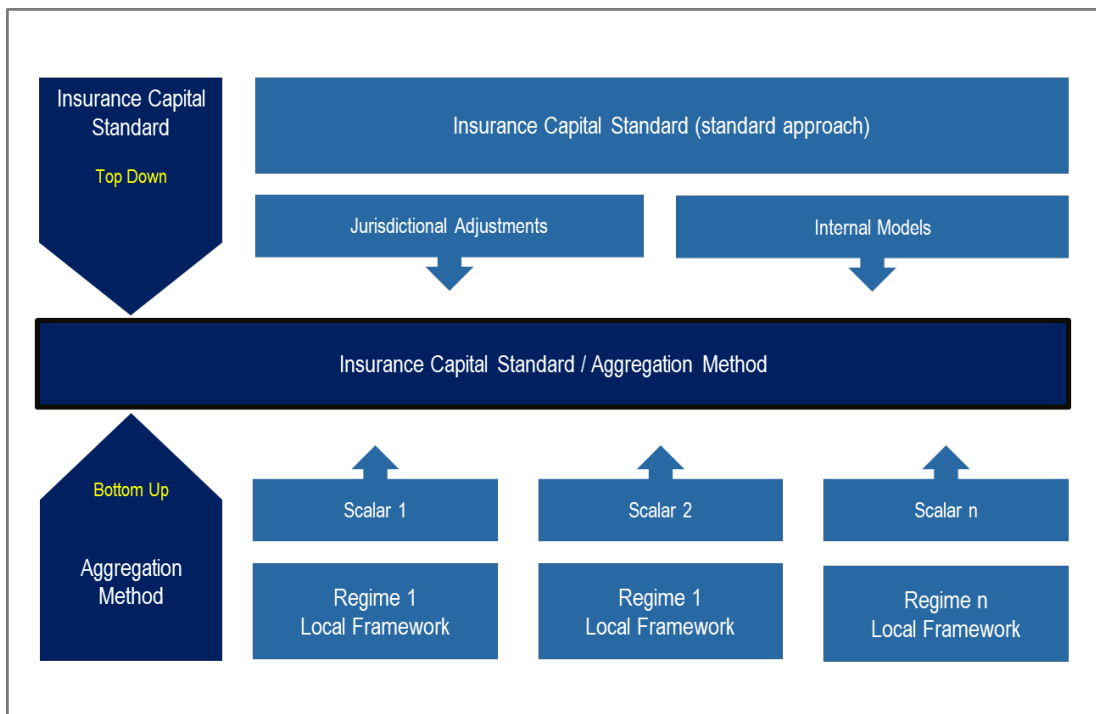 Insurance Capital
Standard
Top Down
Insurance Capital Standard (standard approach)
Jurisdictional Adjustments
Internal Models
Insurance Capital Standard / Aggregation Method
Bottom Up
Aggregation
Method
Scalar 1
Scalar 2
Scalar n
Regime 1
Local Framework
Regime 1
Local Framework
Regime n
Local Framework